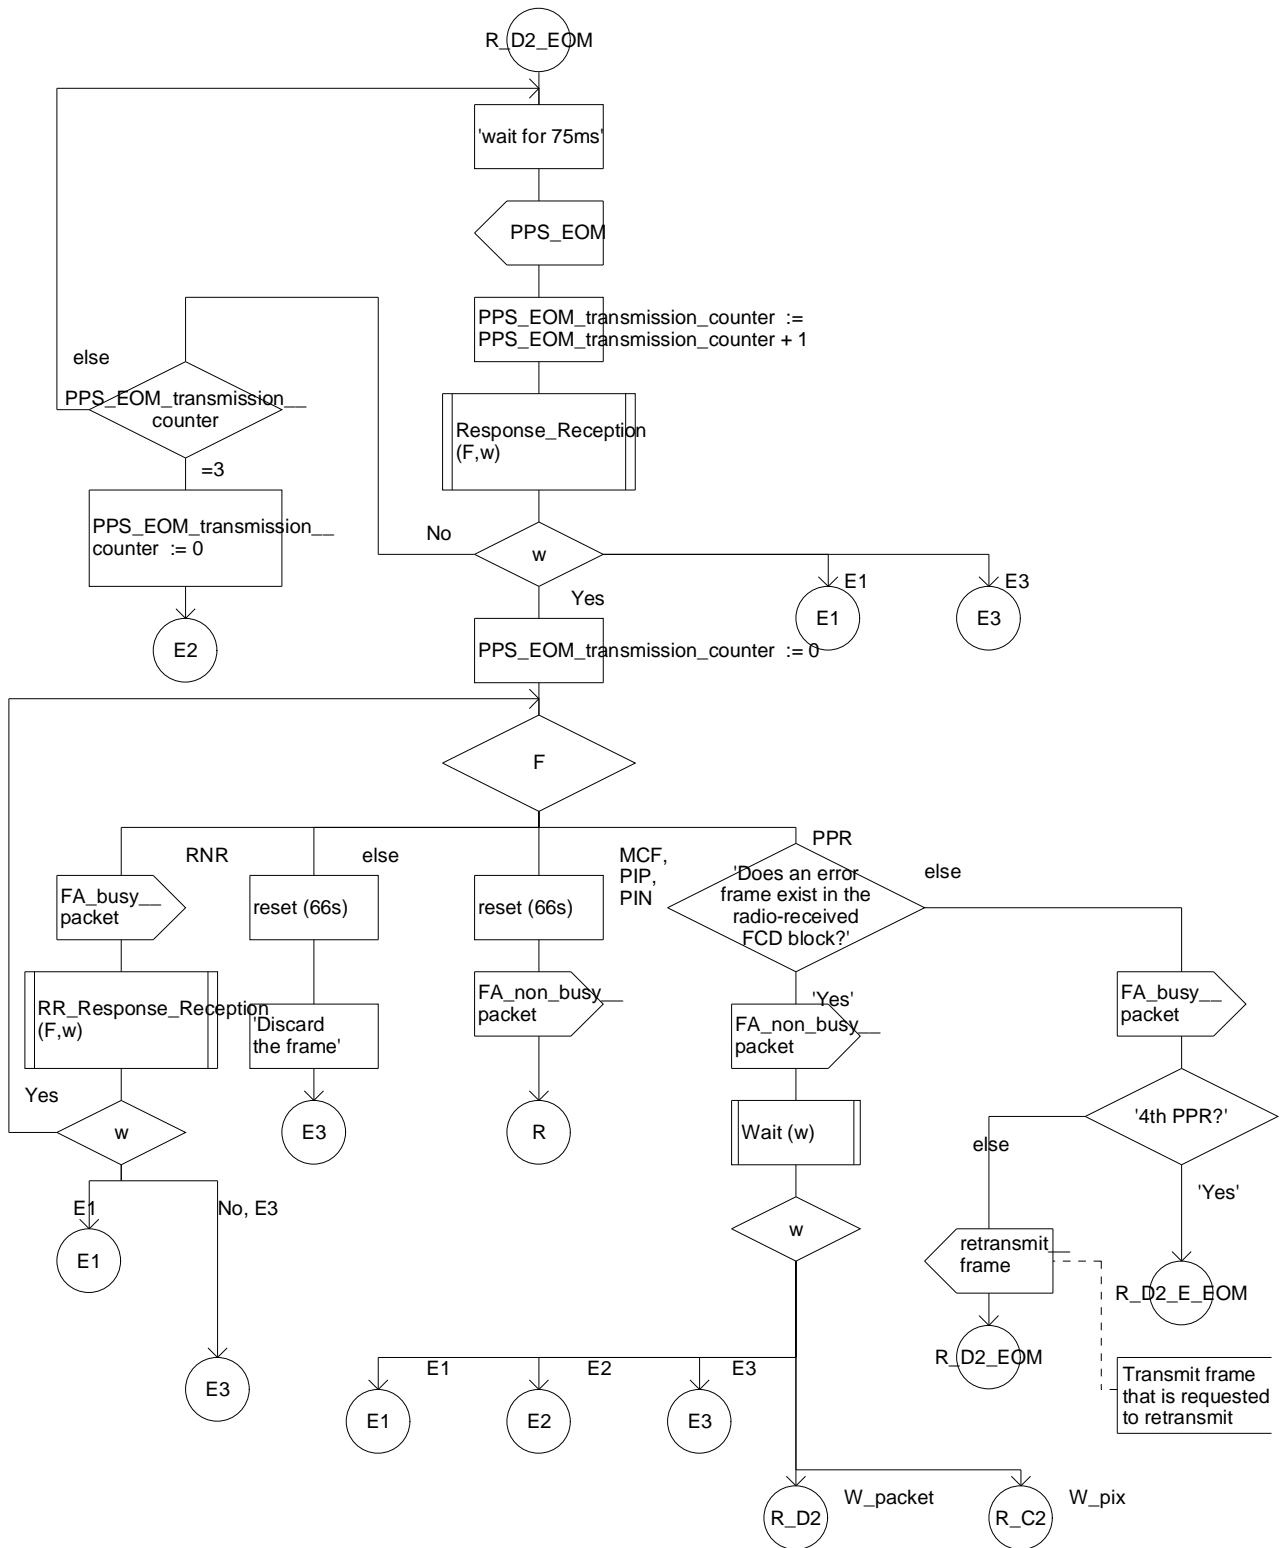 R_D2_EOM
'wait for 75ms'
PPS_EOM
PPS_EOM_transmission_counter :=
PPS_EOM_transmission_counter + 1
else
PPS_EOM_transmission__
counter
=3
Response_Reception
(F,w)
PPS_EOM_transmission__
counter := 0
No
w
Yes
E1
E3
E1
E3
E2
PPS_EOM_transmission_counter := 0
F
RNR
else
MCF,
PIP,
PIN
PPR
'Does an error
frame exist in the
radio-received
FCD block?'
else
FA_busy__
packet
reset (66s)
reset (66s)
'Yes'
RR_Response_Reception
(F,w)
'Discard
the frame'
FA_non_busy__
packet
FA_non_busy__
packet
FA_busy__
packet
Yes
w
E3
R
Wait (w)
'4th PPR?'
else
'Yes'
E1
No, E3
E1
w
retransmit__
frame
R_D2_E_EOM
R_D2_EOM
E3
E1
E2
E3
E1
E2
E3
Transmit frame
that is requested
to retransmit
W_packet
W_pix
R_D2
R_C2